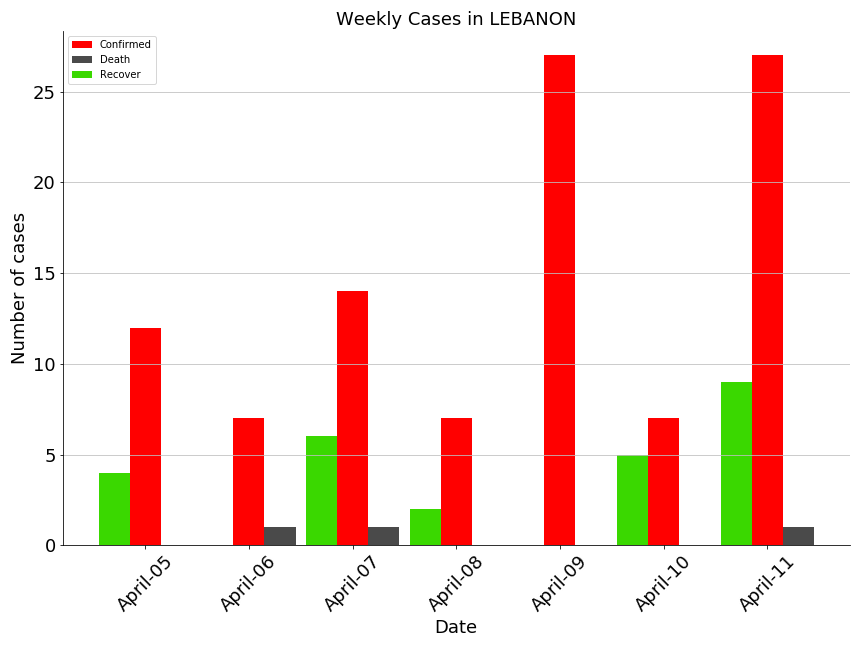 Weekly Cases in LEBANON
Confirmed
Death
Recover
Number of cases
25
20
15
10
5
0
April-05
April-06
April-07
April-08
April-09
April-10
April-11
Date